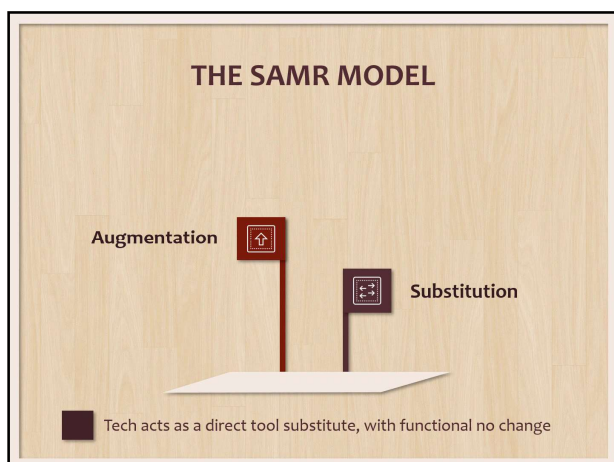 THE SAMR MODEL
Augmentation
Substitution
Tech acts as a direct tool substitute, with functional no change